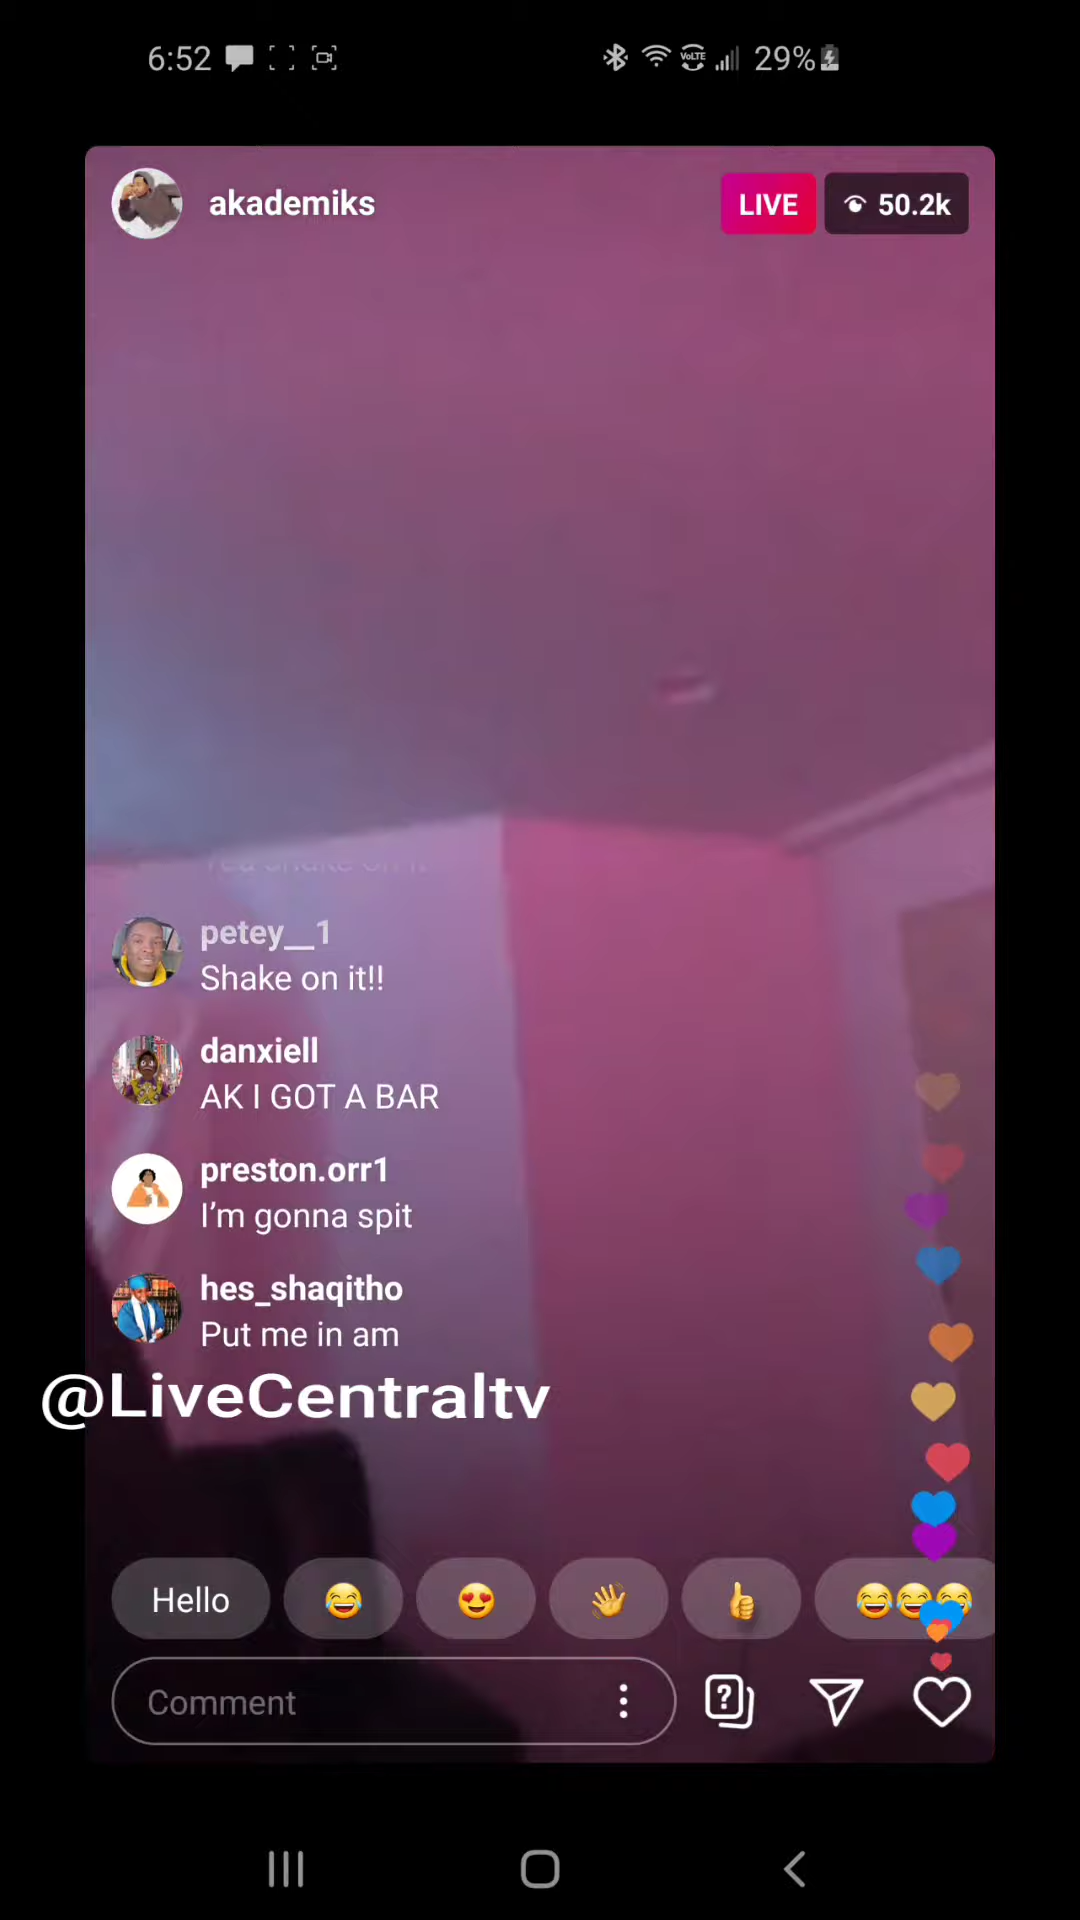 6:52
VoLTE
29%
akademiks
LIVE
50.2k
petey__1
Shake on it!!
danxiell
AK I GOT A BAR
preston.orr1
I’m gonna spit
hes_shaqitho
Put me in am
@LiveCentraltv
Hello
Comment